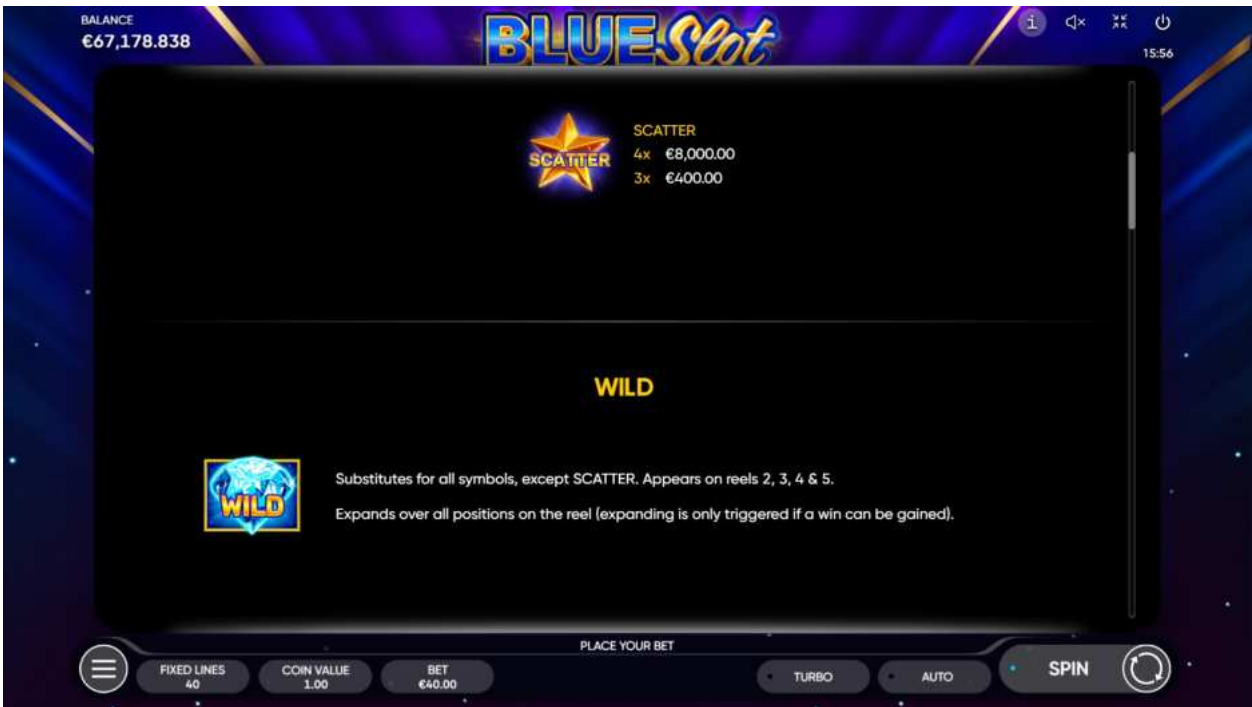 BALANCE
€67,178.838
BLUE Slot
i
15:56
SCATTER
SCATTER
4x €8,000.00
3x €400.00
WILD
WILD
Substitutes for all symbols, except SCATTER. Appears on reels 2, 3, 4 & 5.
Expands over all positions on the reel (expanding is only triggered if a win can be gained).
PLACE YOUR BET
FIXED LINES
40
COIN VALUE
1.00
BET
€40.00
TURBO
AUTO
SPIN